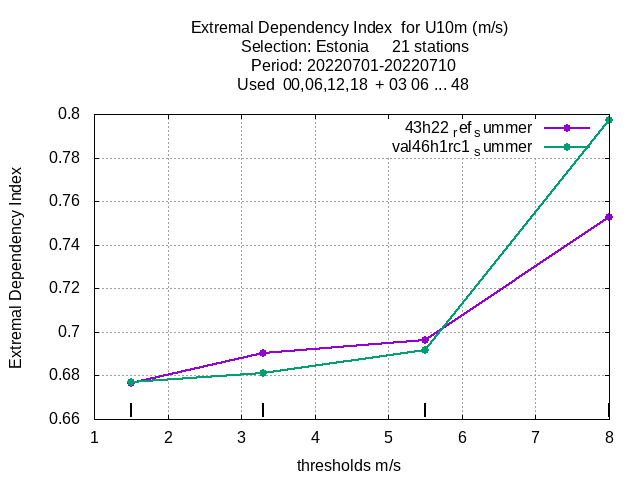 Extremal Dependency Index  for U10m (m/s)
Selection: Estonia     21 stations
Period: 20220701-20220710
Used  00,06,12,18  + 03 06 ... 48
43h22 ref summer
val46h1rc1 summer
0.8
0.78
0.76
0.74
0.72
0.7
0.68
0.66
Extremal Dependency Index
1 2 3 4 5 6 7 8
thresholds m/s